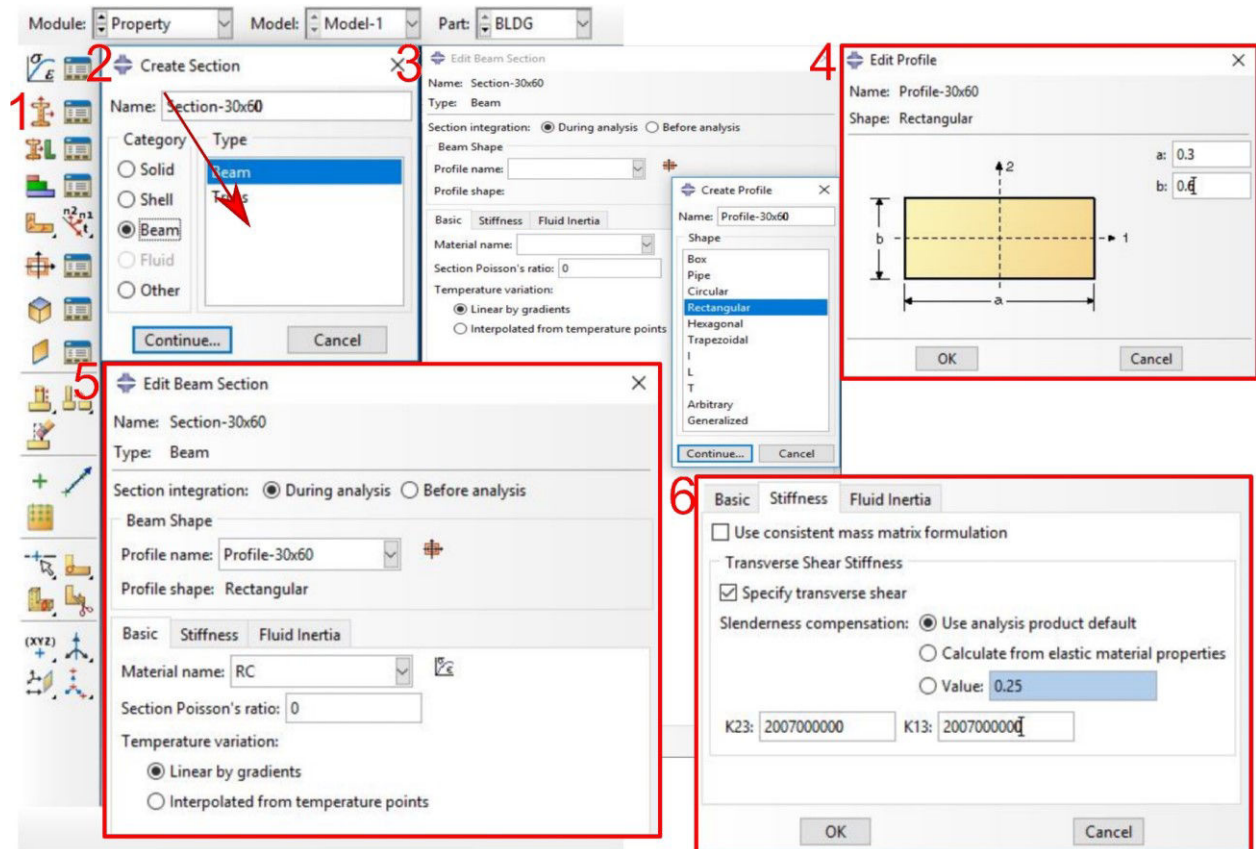 Module: Property Model: Model-1 Part: BLDG
1
2
Create Section
Name: Section-30x60
Category Type
Solid
Shell
Beam
Fluid
Other
Beam
Continue... Cancel
3
Edit Beam Section
Name: Section-30x60
Type: Beam
Section integration: During analysis Before analysis
Beam Shape
Profile name:
Profile shape:
Basic Stiffness Fluid Inertia
Material name:
Section Poisson's ratio: 0
Temperature variation:
Linear by gradients
Interpolated from temperature points
Create Profile
Name: Profile-30x60
Shape
Box
Pipe
Circular
Rectangular
Hexagonal
Trapezoidal
I
L
T
Arbitrary
Generalized
Continue... Cancel
4
Edit Profile
Name: Profile-30x60
Shape: Rectangular
a: 0.3
b: 0.6
2
1
b
a
OK Cancel
5
Edit Beam Section
Name: Section-30x60
Type: Beam
Section integration: During analysis Before analysis
Beam Shape
Profile name: Profile-30x60
Profile shape: Rectangular
Basic Stiffness Fluid Inertia
Material name: RC
Section Poisson's ratio: 0
Temperature variation:
Linear by gradients
Interpolated from temperature points
6
Basic Stiffness Fluid Inertia
Use consistent mass matrix formulation
Transverse Shear Stiffness
Specify transverse shear
Slenderness compensation: Use analysis product default
Calculate from elastic material properties
Value: 0.25
K23: 2007000000 K13: 2007000000
OK Cancel
σ
ε
n2 n1
t
(XYZ)